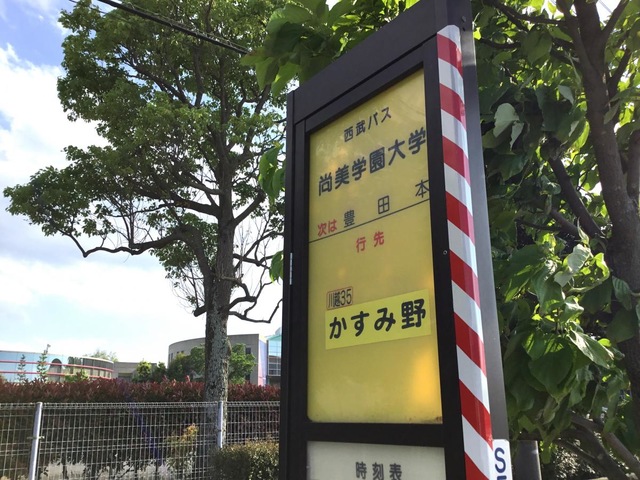 西武バス
尚美学園大学
次は 豊田本
行先
川越35
かすみ野
時刻表
S